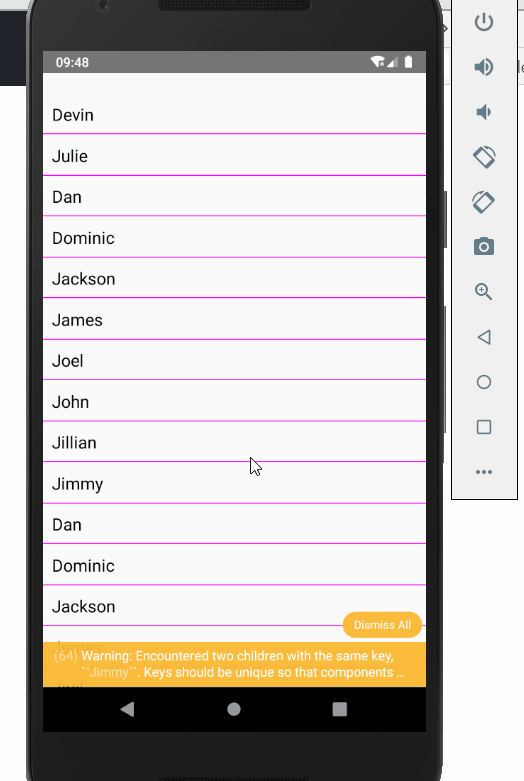 09:48
Devin
Julie
Dan
Dominic
Jackson
James
Joel
John
Jillian
Jimmy
Dan
Dominic
Jackson
Dismiss All
(64) Warning: Encountered two children with the same key,
`"Jimmy"`. Keys should be unique so that components ...